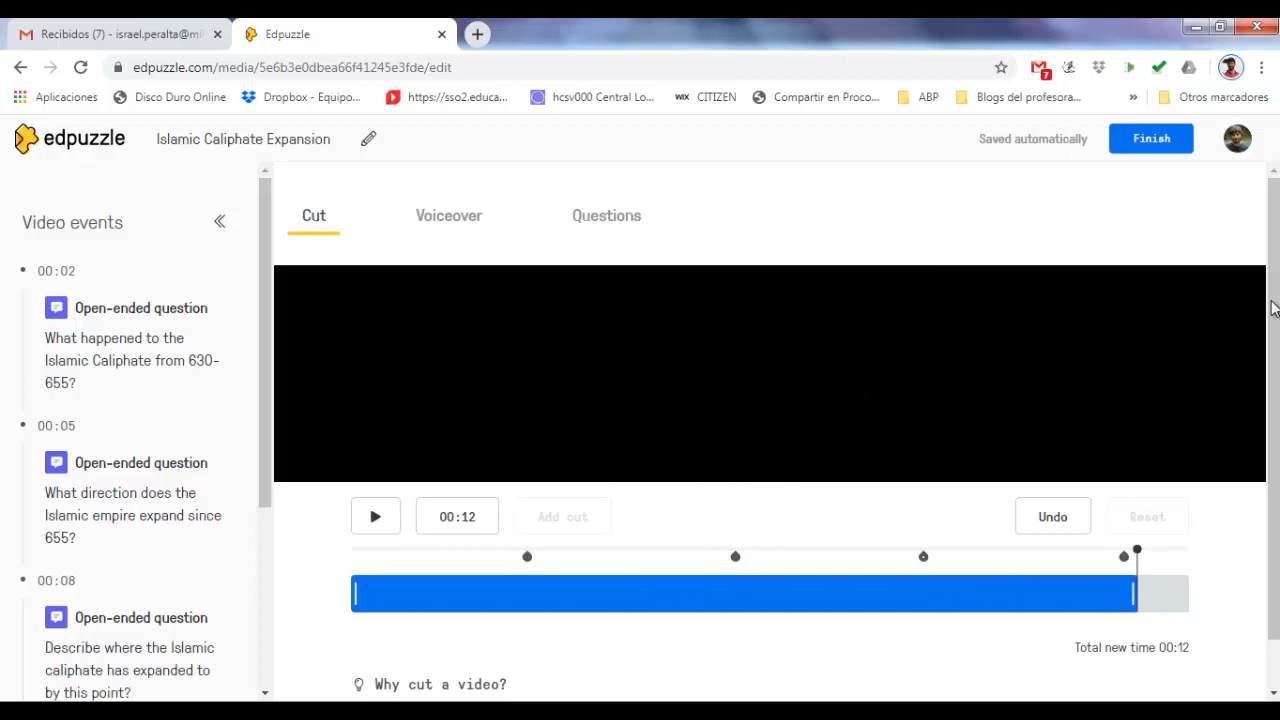 Recibidos (7) - israel.peralta@mi
Edpuzzle
edpuzzle.com/media/5e6b3e0dbea66f41245e3fde/edit
7
Aplicaciones
Disco Duro Online
Dropbox - Equipo...
https://sso2.educa...
hcsv000 Central Lo...
WIX CITIZEN
Compartir en Proco...
ABP
Blogs del profesora...
»
Otros marcadores
edpuzzle
Islamic Caliphate Expansion
Saved automatically
Finish
Video events
Cut
Voiceover
Questions
00:02
Open-ended question
What happened to the
Islamic Caliphate from 630-
655?
00:05
Open-ended question
What direction does the
Islamic empire expand since
655?
00:08
Open-ended question
Describe where the Islamic
caliphate has expanded to
by this point?
00:12
Add cut
Undo
Reset
Total new time 00:12
Why cut a video?